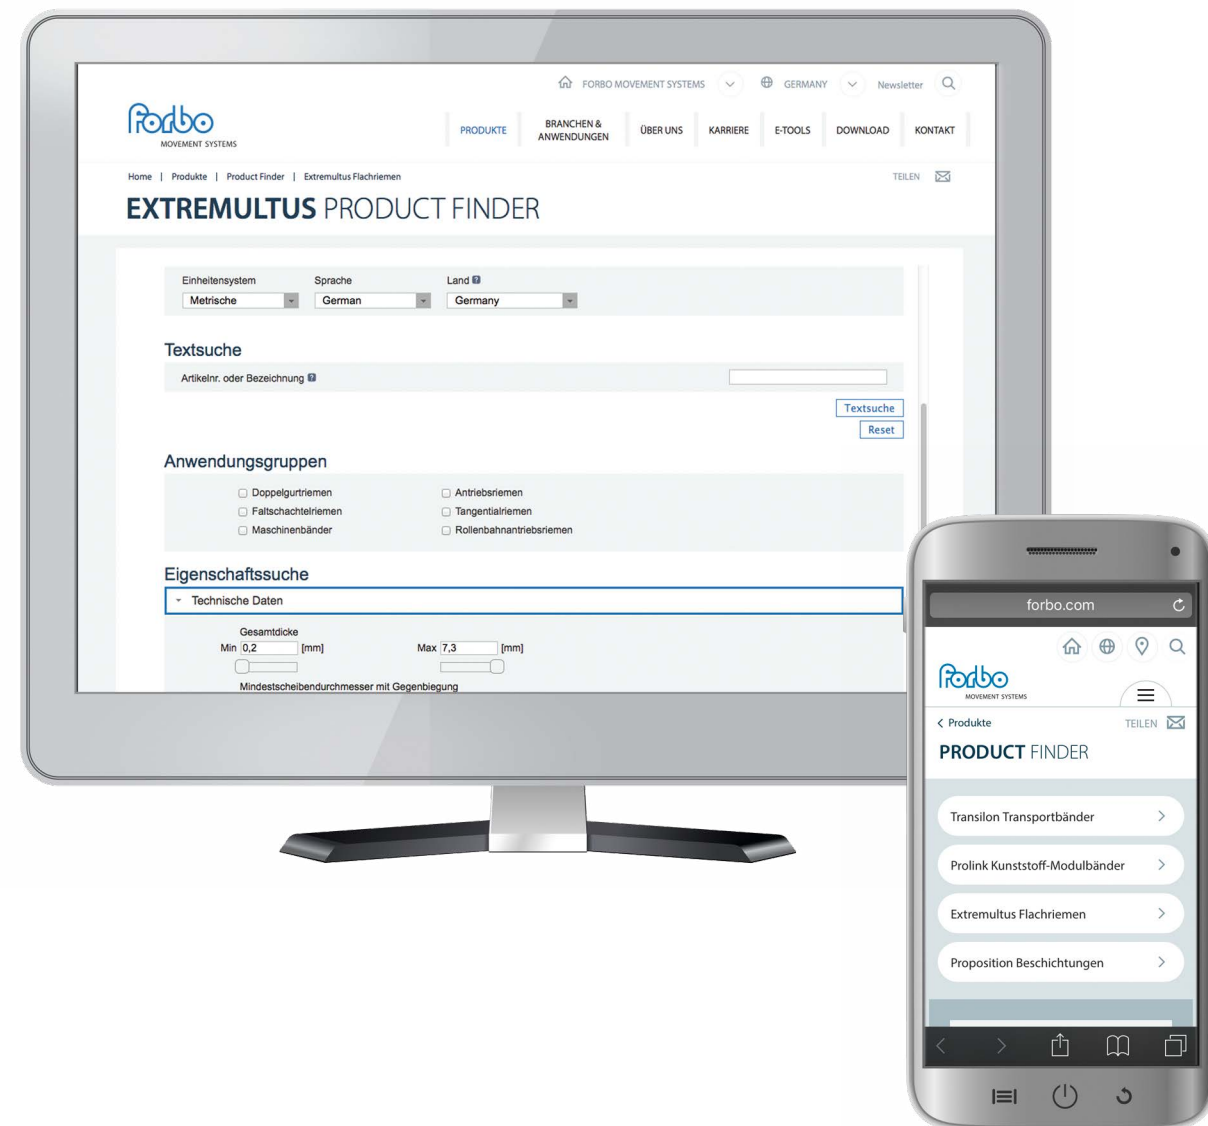 FORBO MOVEMENT SYSTEMS GERMANY Newsletter
forbo
MOVEMENT SYSTEMS
PRODUKTE
BRANCHEN &
ANWENDUNGEN
ÜBER UNS
KARRIERE
E-TOOLS
DOWNLOAD
KONTAKT
Home | Produkte | Product Finder | Extremultus Flachriemen
TEILEN
EXTREMULTUS PRODUCT FINDER
Einheitensystem Sprache Land ?
Metrische German Germany
Textsuche
Artikelnr. oder Bezeichnung ?
Textsuche
Reset
Anwendungsgruppen
Doppelgurtriemen Antriebsriemen
Faltschachtelriemen Tangentialriemen
Maschinenbänder Rollenbahnantriebsriemen
Eigenschaftssuche
Technische Daten
Gesamtdicke
Min 0,2 [mm] Max 7,3 [mm]
Mindestscheibendurchmesser mit Gegenbiegung
forbo.com
forbo
MOVEMENT SYSTEMS
Produkte TEILEN
PRODUCT FINDER
Transilon Transportbänder
Prolink Kunststoff-Modulbänder
Extremultus Flachriemen
Proposition Beschichtungen